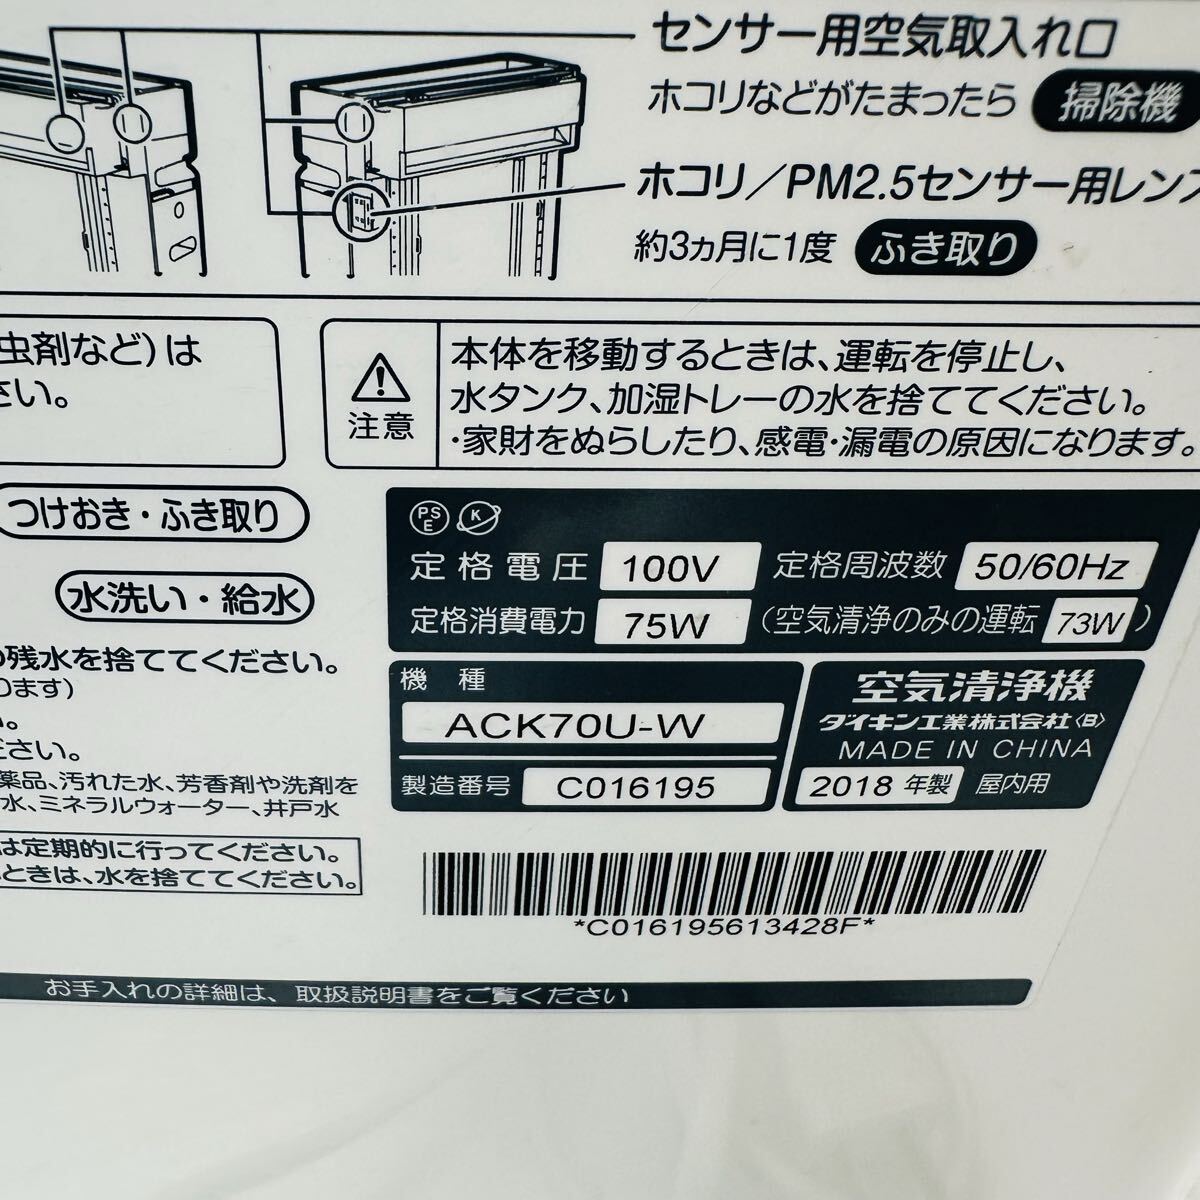 センサー用空気取入れ口
ホコリなどがたまったら 掃除機
ホコリ／PM2.5センサー用レン
約3ヵ月に1度 ふき取り
虫剤など)は
さい。
注意
本体を移動するときは、運転を停止し、
水タンク、加湿トレーの水を捨ててください。
・家財をぬらしたり、感電・漏電の原因になります。
つけおき・ふき取り
水洗い・給水
の残水を捨ててください。
ります)
い。
ださい。
薬品、汚れた水、芳香剤や洗剤を
水、ミネラルウォーター、井戸水
は定期的に行ってください。
ときは、水を捨ててください。
PS
E
K
定格電圧 100V 定格周波数 50/60Hz
定格消費電力 75W (空気清浄のみの運転 73W)
機種
ACK70U-W
製造番号 C016195
空気清浄機
ダイキン工業株式会社〈B〉
MADE IN CHINA
2018 年製 屋内用
*C016195613428F*
お手入れの詳細は、取扱説明書をご覧ください